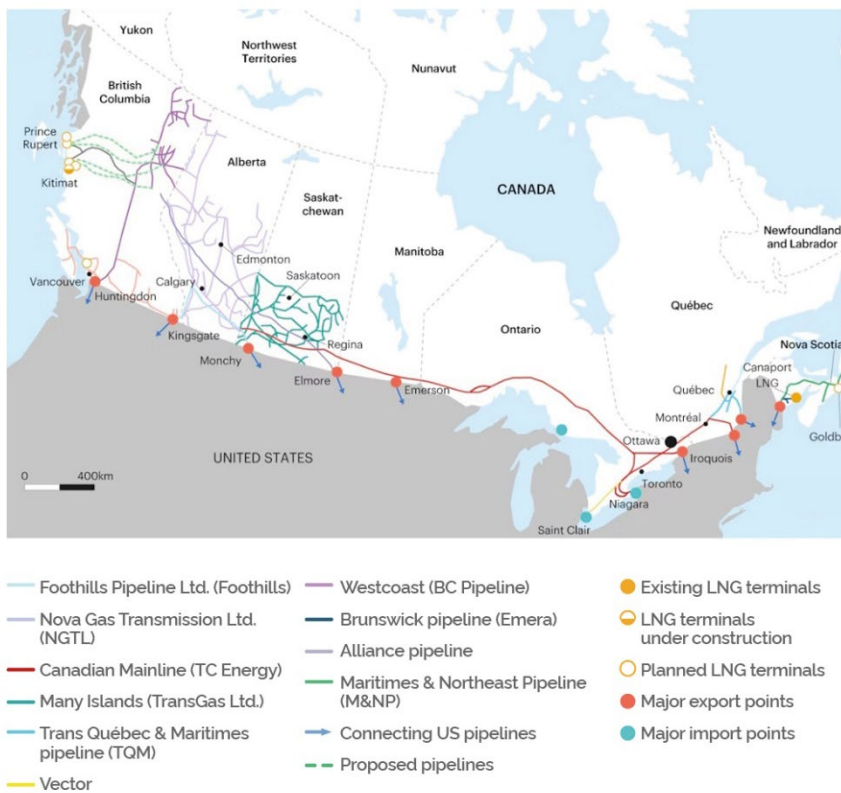 Yukon
Northwest
Territories
Nunavut
British
Columbia
Prince
Rupert
Kitimat
Alberta
CANADA
Saskat-
chewan
Newfoundland
and Labrador
Manitoba
Edmonton
Vancouver
Huntingdon
Calgary
Saskatoon
Québec
Ontario
Kingsgate
Regina
Nova Scotia
Monchy
Canaport
LNG
Elmore
Emerson
Québec
Montréal
Ottawa
Goldb
UNITED STATES
Iroquois
0 400km
Toronto
Niagara
Saint Clair
Foothills Pipeline Ltd. (Foothills)
Nova Gas Transmission Ltd.
(NGTL)
Canadian Mainline (TC Energy)
Many Islands (TransGas Ltd.)
Trans Québec & Maritimes
pipeline (TQM)
Vector
Westcoast (BC Pipeline)
Brunswick pipeline (Emera)
Alliance pipeline
Maritimes & Northeast Pipeline
(M&NP)
Connecting US pipelines
Proposed pipelines
Existing LNG terminals
LNG terminals
under construction
Planned LNG terminals
Major export points
Major import points